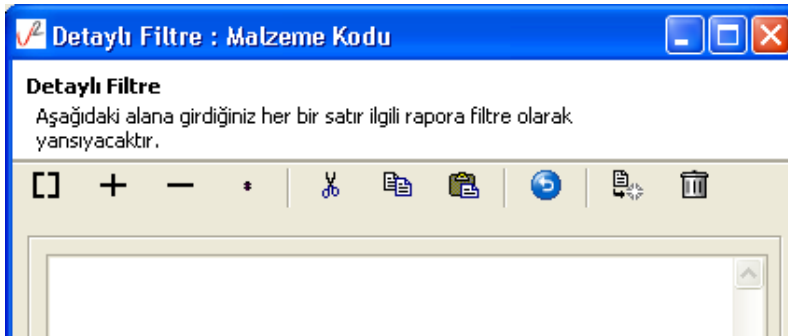 Detaylı Filtre : Malzeme Kodu
Detaylı Filtre
Aşağıdaki alana girdiğiniz her bir satır ilgili rapora filtre olarak
yansıyacaktır.